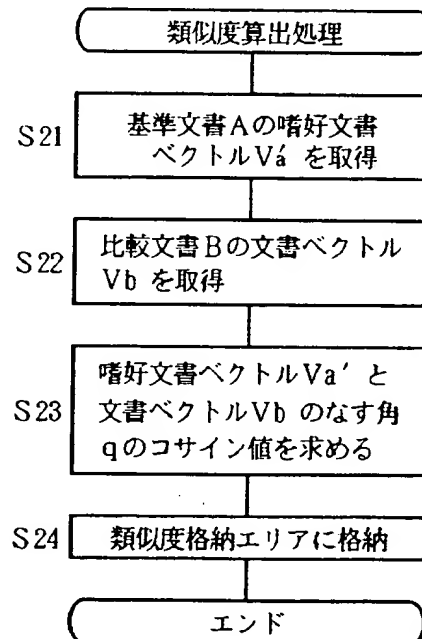 類似度算出処理
S21
基準文書Aの嗜好文書
ベクトルVa′を取得
S22
比較文書Bの文書ベクトル
Vbを取得
S23
嗜好文書ベクトルVa′と
文書ベクトルVbのなす角
qのコサイン値を求める
S24
類似度格納エリアに格納
エンド